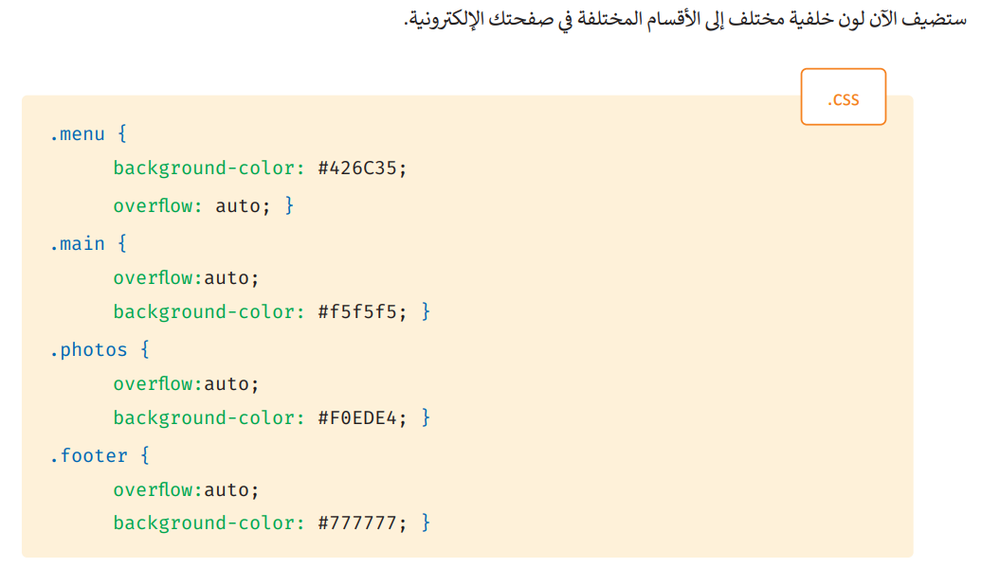 ستضيف الآن لون خلفية مختلف إلى الأقسام المختلفة في صفحتك الإلكترونية.
.css
.menu {
background-color: #426C35;
overflow: auto; }
.main {
overflow:auto;
background-color: #f5f5f5; }
.photos {
overflow:auto;
background-color: #F0EDE4; }
.footer {
overflow:auto;
background-color: #777777; }